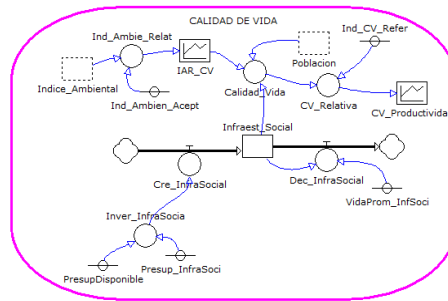 CALIDAD DE VIDA
Ind_CV_Refer
Ind_Ambie_Relat
Poblacion
IAR_CV
Indice_Ambiental
Calidad_Vida
Ind_Ambien_Acept
CV_Relativa
CV_Productivida
Infraest_Social
Cre_InfraSocial
Dec_InfraSocial
VidaProm_InfSoci
Inver_InfraSocia
PresupDisponible
Presup_InfraSoci